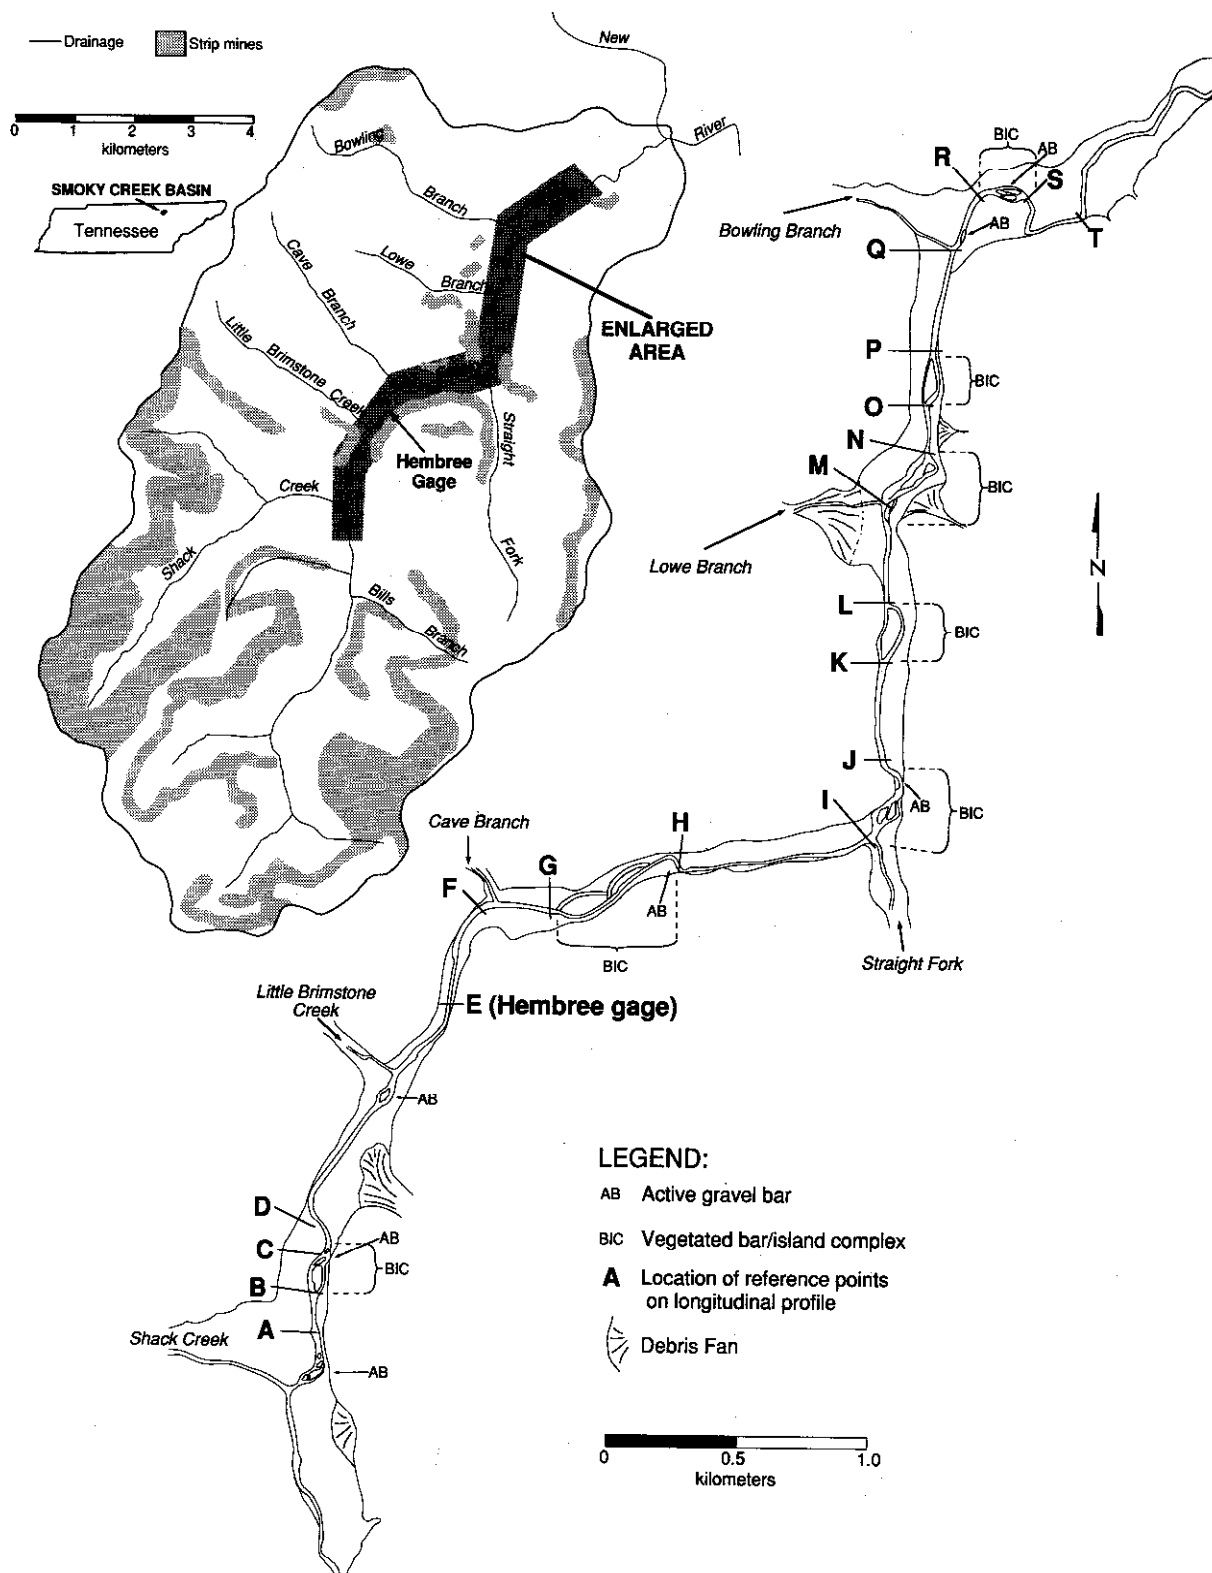 Drainage
Strip mines
0 1 2 3 4
kilometers
SMOKY CREEK BASIN
Tennessee
New
River
Bowling
Branch
Cave
Branch
Lowe
Branch
Little
Brimstone
Creek
ENLARGED
AREA
Hembree
Gage
Straight
Fork
Creek
Shack
Bills
Branch
BIC
R
AB
S
Bowling Branch
AB
Q
T
P
BIC
O
N
M
BIC
Lowe Branch
N
L
BIC
K
J
I
AB
BIC
Cave Branch
H
G
F
AB
BIC
Straight Fork
Little Brimstone
Creek
E (Hembree gage)
AB
D
C
AB
BIC
B
A
Shack Creek
AB
LEGEND:
AB Active gravel bar
BIC Vegetated bar/island complex
A Location of reference points
on longitudinal profile
Debris Fan
0 0.5 1.0
kilometers